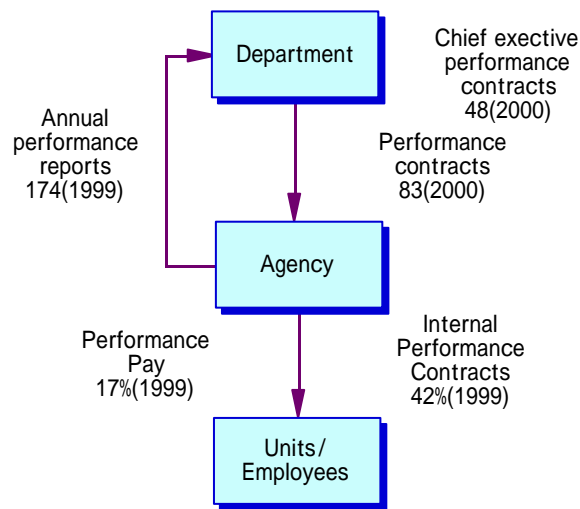 Department
Chief exective
performance
contracts
48(2000)
Annual
performance
reports
174(1999)
Performance
contracts
83(2000)
Agency
Performance
Pay
17%(1999)
Internal
Performance
Contracts
42%(1999)
Units/
Employees